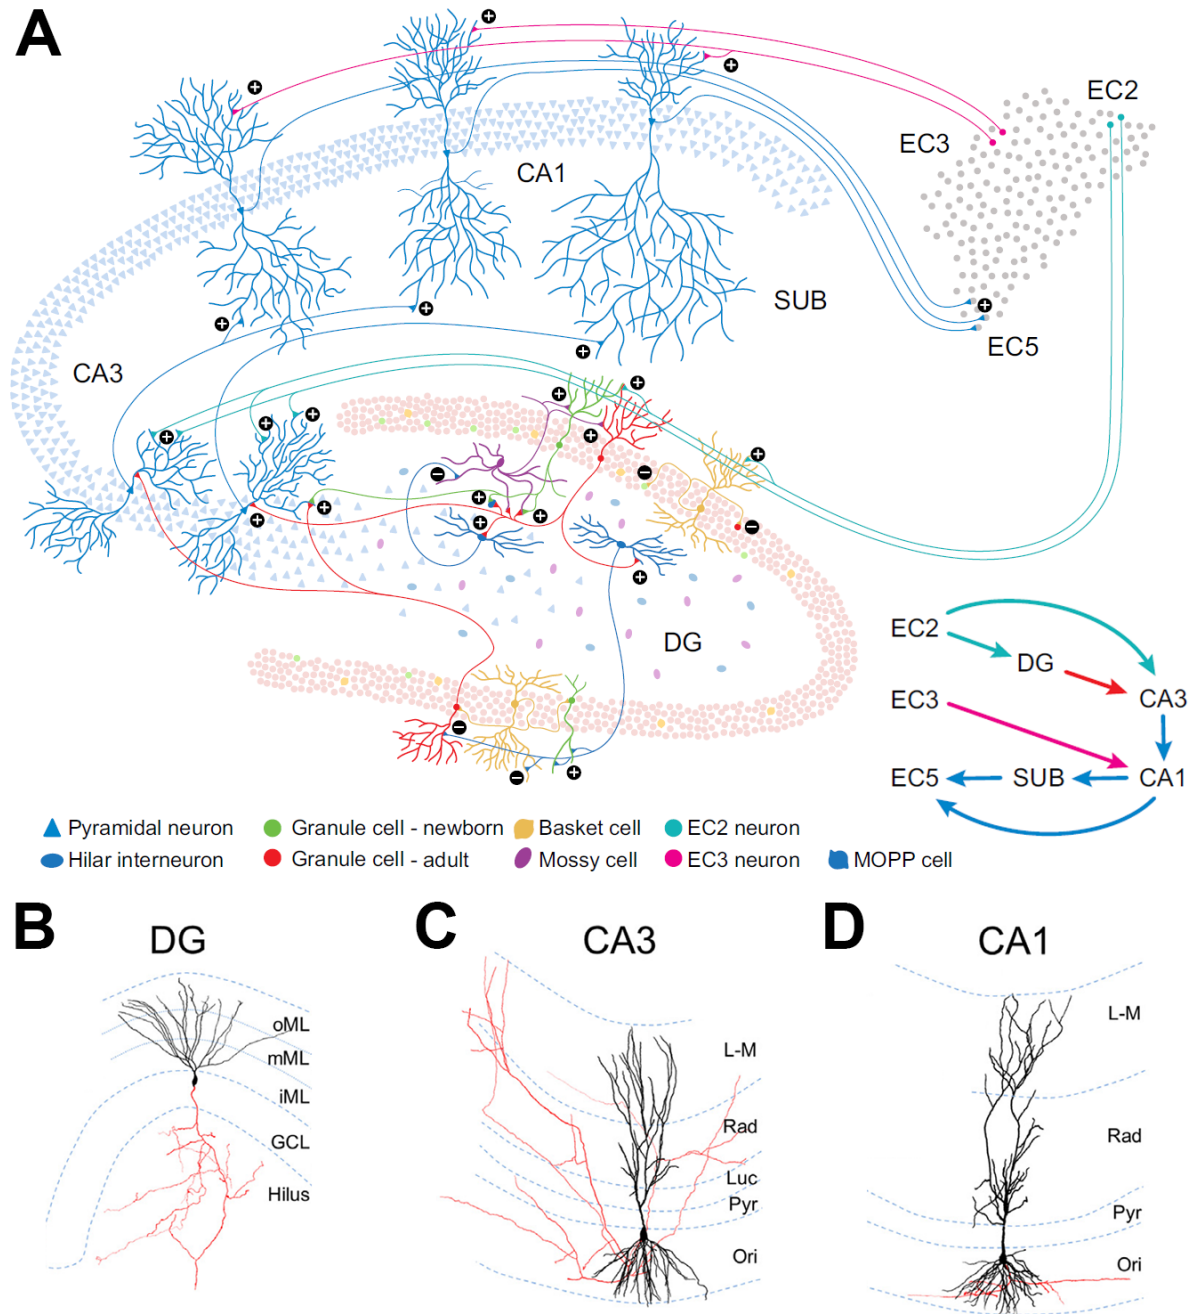 A
EC2
EC3
CA1
SUB
EC5
CA3
DG
EC2
DG
EC3
CA3
EC5
SUB
CA1
Pyramidal neuron
Granule cell - newborn
Basket cell
EC2 neuron
Hilar interneuron
Granule cell - adult
Mossy cell
EC3 neuron
MOPP cell
B
DG
oML
mML
iML
GCL
Hilus
C
CA3
L-M
Rad
Luc
Pyr
Ori
D
CA1
L-M
Rad
Pyr
Ori